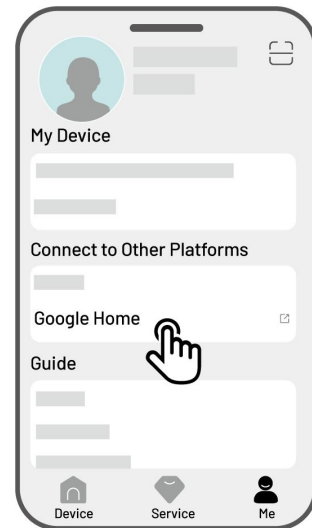 My Device
Connect to Other Platforms
Google Home
Guide
Device Service Me